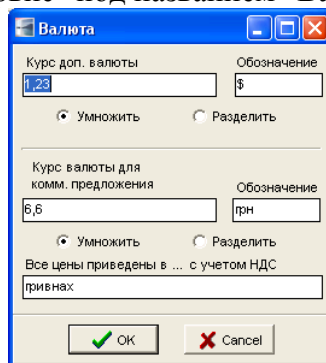 Валюта
Курс доп. валюты Обозначение
1,23 $
Умножить Разделить
Курс валюты для
комм. предложения Обозначение
6,6 грн
Умножить Разделить
Все цены приведены в ... с учетом НДС
гривнах
OK Cancel